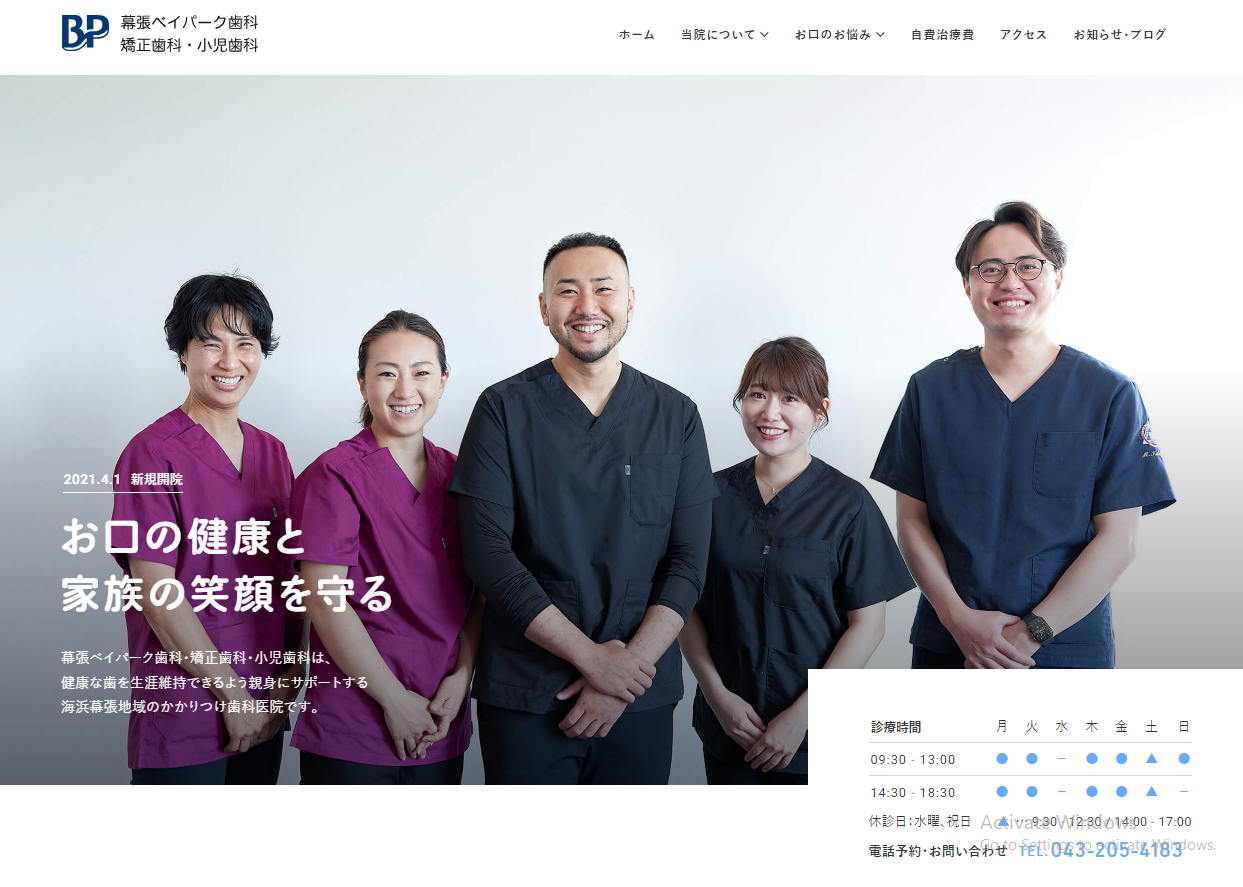 BP
幕張ベイパーク歯科
矯正歯科・小児歯科
ホーム 当院について お口のお悩み 自費治療費 アクセス お知らせ・ブログ
2021.4.1 新規開院
お口の健康と
家族の笑顔を守る
幕張ベイパーク歯科・矯正歯科・小児歯科は、
健康な歯を生涯維持できるよう親身にサポートする
海浜幕張地域のかかりつけ歯科医院です。
診療時間 月 火 水 木 金 土 日
09:30 - 13:00 ● ● − ● ● ▲ ●
14:30 - 18:30 ● ● − ● ● ▲ −
休診日：水曜、祝日 ▲ … 9:30 - 12:30 / 14:00 - 17:00
Activate Windows
電話予約・お問い合わせ TEL. 043-205-4183
Go to Settings to activate Windows.